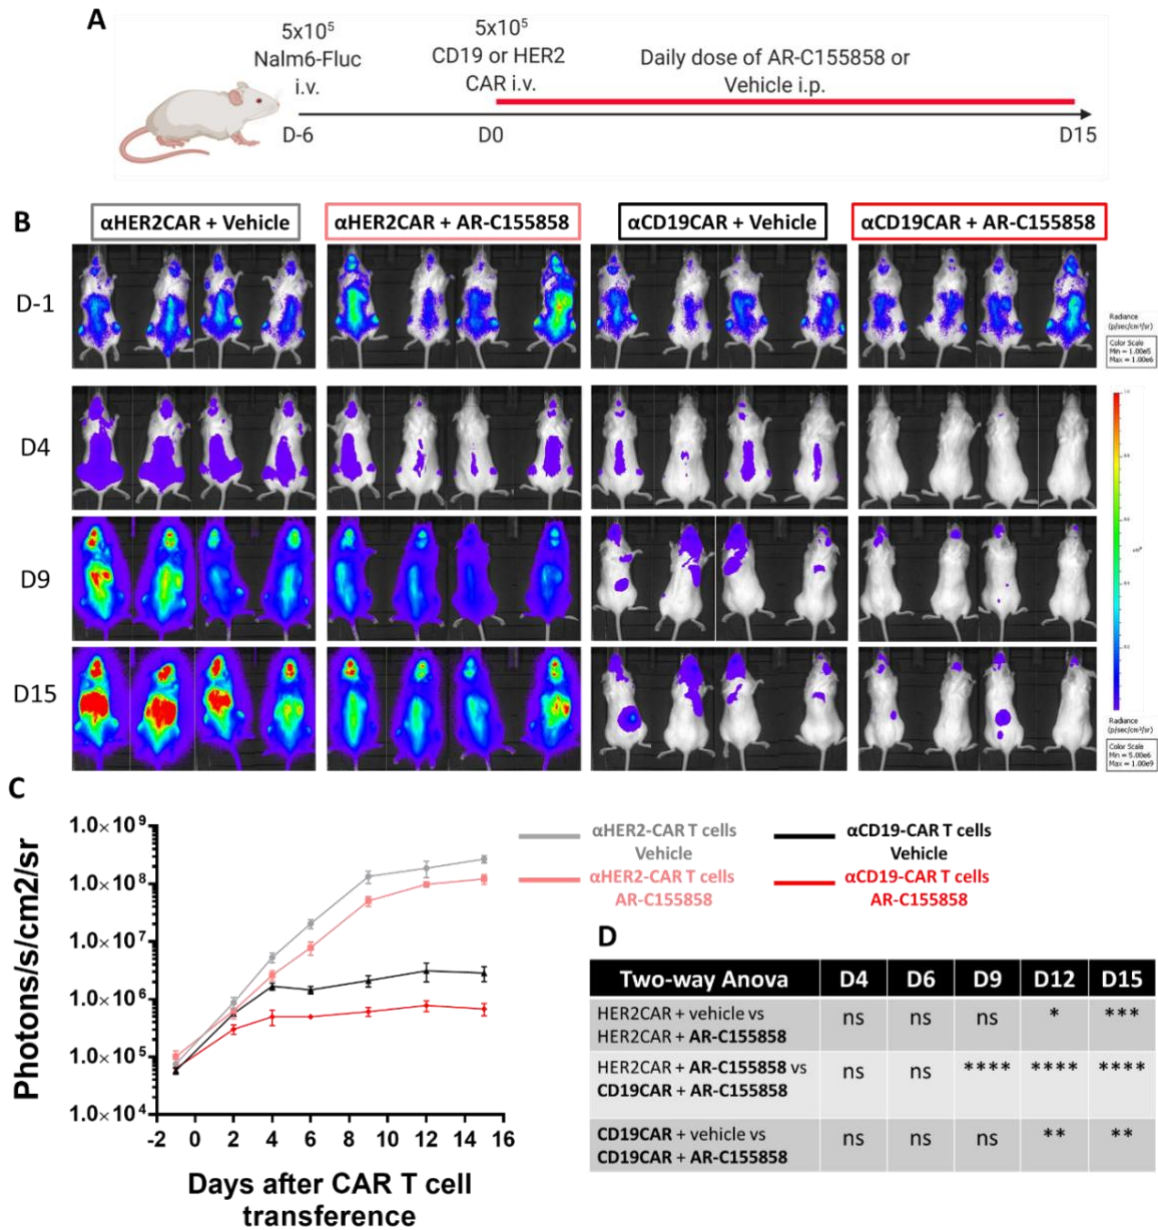 A
5x10⁵
Nalm6-Fluc
i.v.
5x10⁵
CD19 or HER2
CAR i.v.
Daily dose of AR-C155858 or
Vehicle i.p.
D-6
D0
D15
B
αHER2CAR + Vehicle
αHER2CAR + AR-C155858
αCD19CAR + Vehicle
αCD19CAR + AR-C155858
D-1
Radiance
(p/sec/cm²/sr)
Color Scale
Min = 1.00e5
Max = 1.00e6
D4
D9
D15
Radiance
(p/sec/cm²/sr)
Color Scale
Min = 5.00e6
Max = 1.00e9
C
Photons/s/cm2/sr
1.0×10⁹
1.0×10⁸
1.0×10⁷
1.0×10⁶
1.0×10⁵
1.0×10⁴
-2 0 2 4 6 8 10 12 14 16
Days after CAR T cell
transference
αHER2-CAR T cells
Vehicle
αCD19-CAR T cells
Vehicle
αHER2-CAR T cells
AR-C155858
αCD19-CAR T cells
AR-C155858
D
Two-way Anova D4 D6 D9 D12 D15
HER2CAR + vehicle vs
HER2CAR + AR-C155858
ns ns ns * ***
HER2CAR + AR-C155858 vs
CD19CAR + AR-C155858
ns ns **** **** ****
CD19CAR + vehicle vs
CD19CAR + AR-C155858
ns ns ns ** **